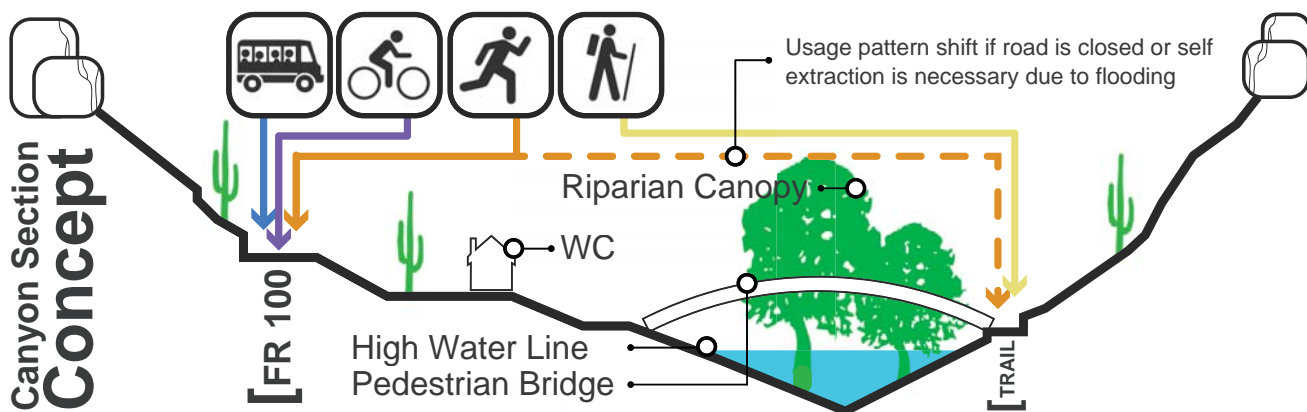 Canyon Section
Concept
Usage pattern shift if road is closed or self
extraction is necessary due to flooding
Riparian Canopy
WC
[FR 100
High Water Line
Pedestrian Bridge
[TRAIL